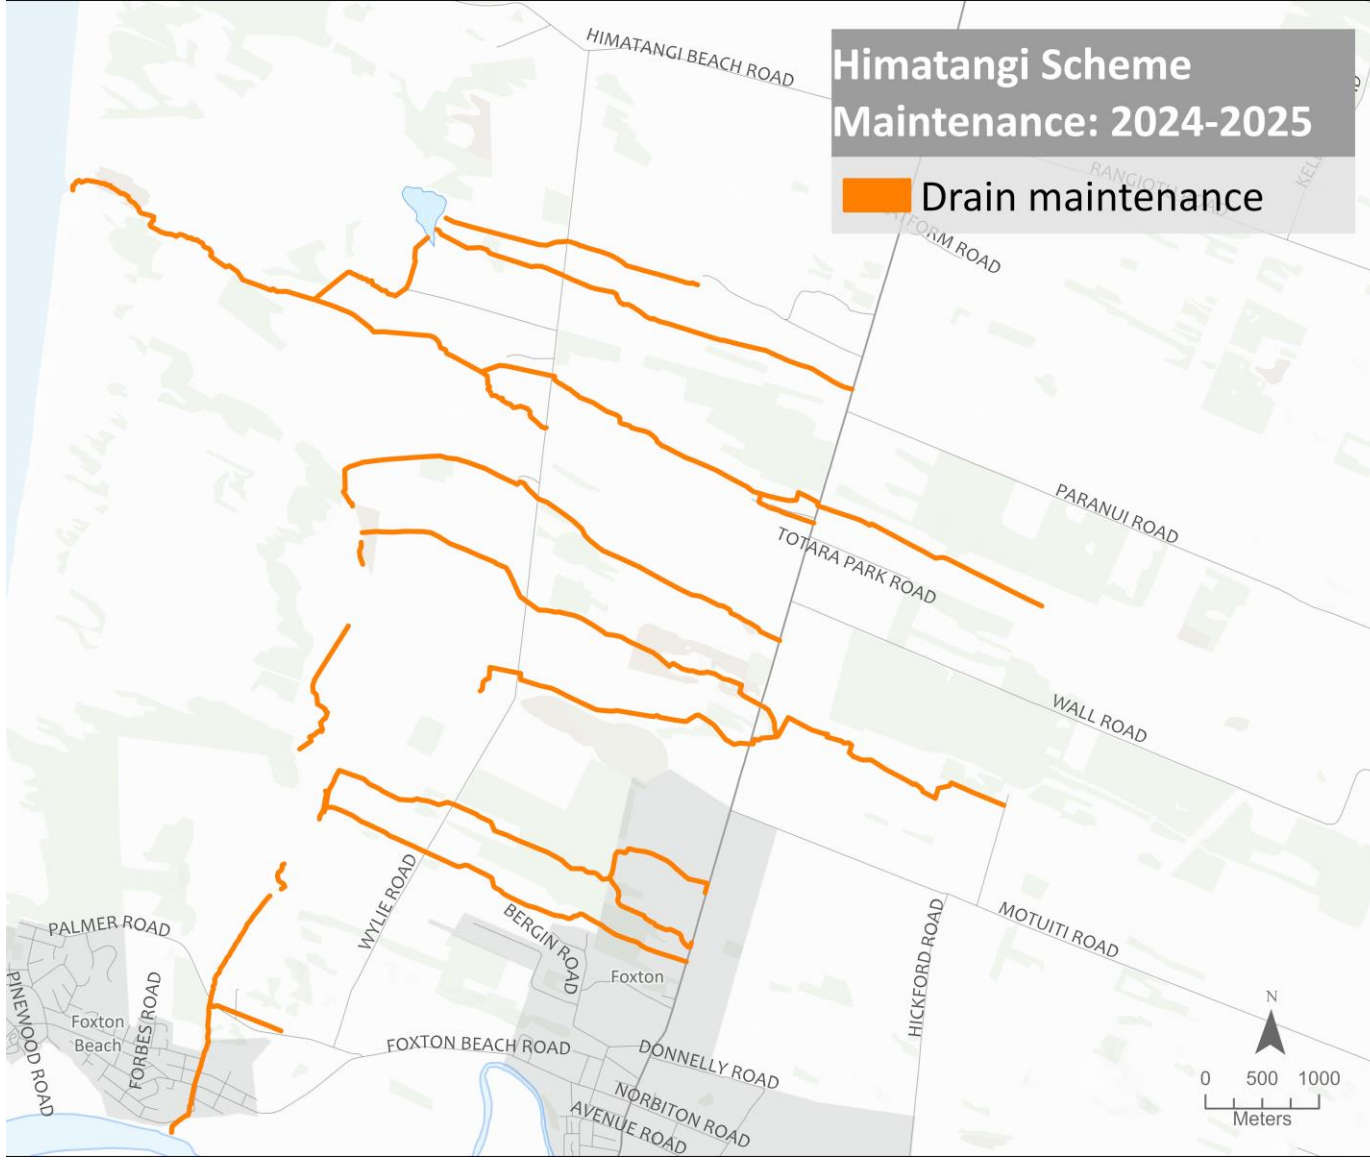 HIMATANGI BEACH ROAD
Himatangi Scheme
Maintenance: 2024-2025
Drain maintenance
ROAD
PARANUI ROAD
TOTARA PARK ROAD
WALL ROAD
WYLIE ROAD
BERGIN ROAD
HICKFORD ROAD
MOTUITI ROAD
PALMER ROAD
PINEWOOD ROAD
FORBES ROAD
Foxton
Foxton
Beach
FOXTON BEACH ROAD
DONNELLY ROAD
NORBITON ROAD
AVENUE ROAD
N
0 500 1000
Meters